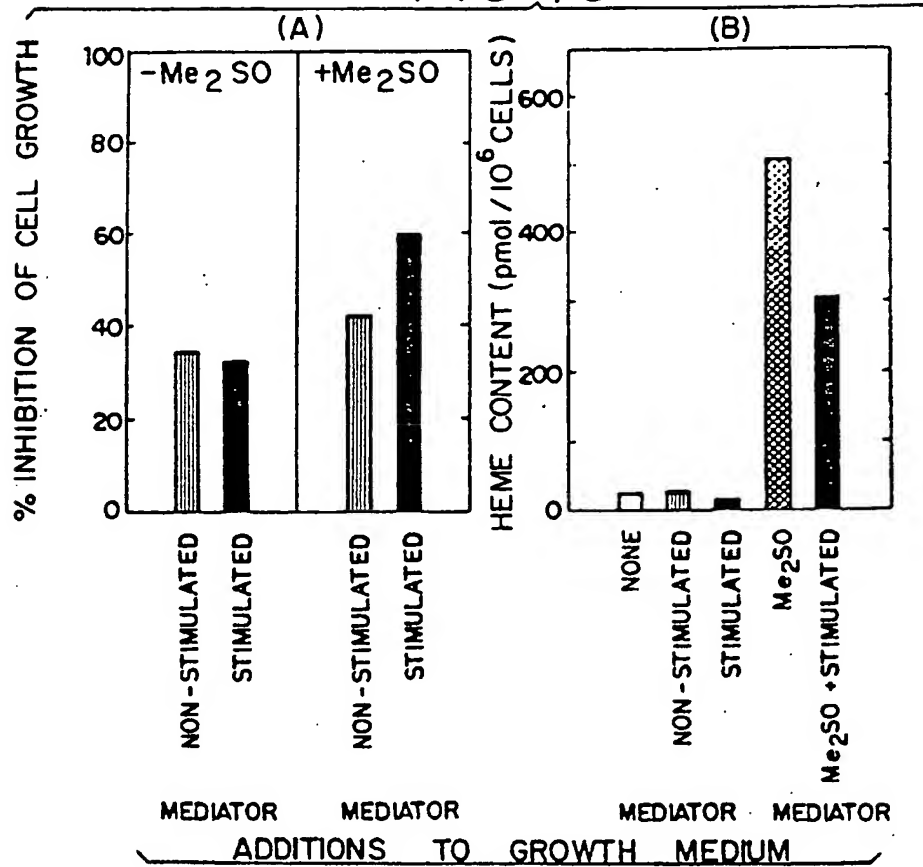 (A)
(B)
% INHIBITION OF CELL GROWTH
100
80
60
40
20
0
-Me2SO
+Me2SO
NON-STIMULATED
STIMULATED
NON-STIMULATED
STIMULATED
MEDIATOR
MEDIATOR
HEME CONTENT (pmol/10⁶ CELLS)
600
400
200
0
NONE
NON-STIMULATED
STIMULATED
Me2SO
Me2SO +STIMULATED
MEDIATOR
MEDIATOR
ADDITIONS TO GROWTH MEDIUM